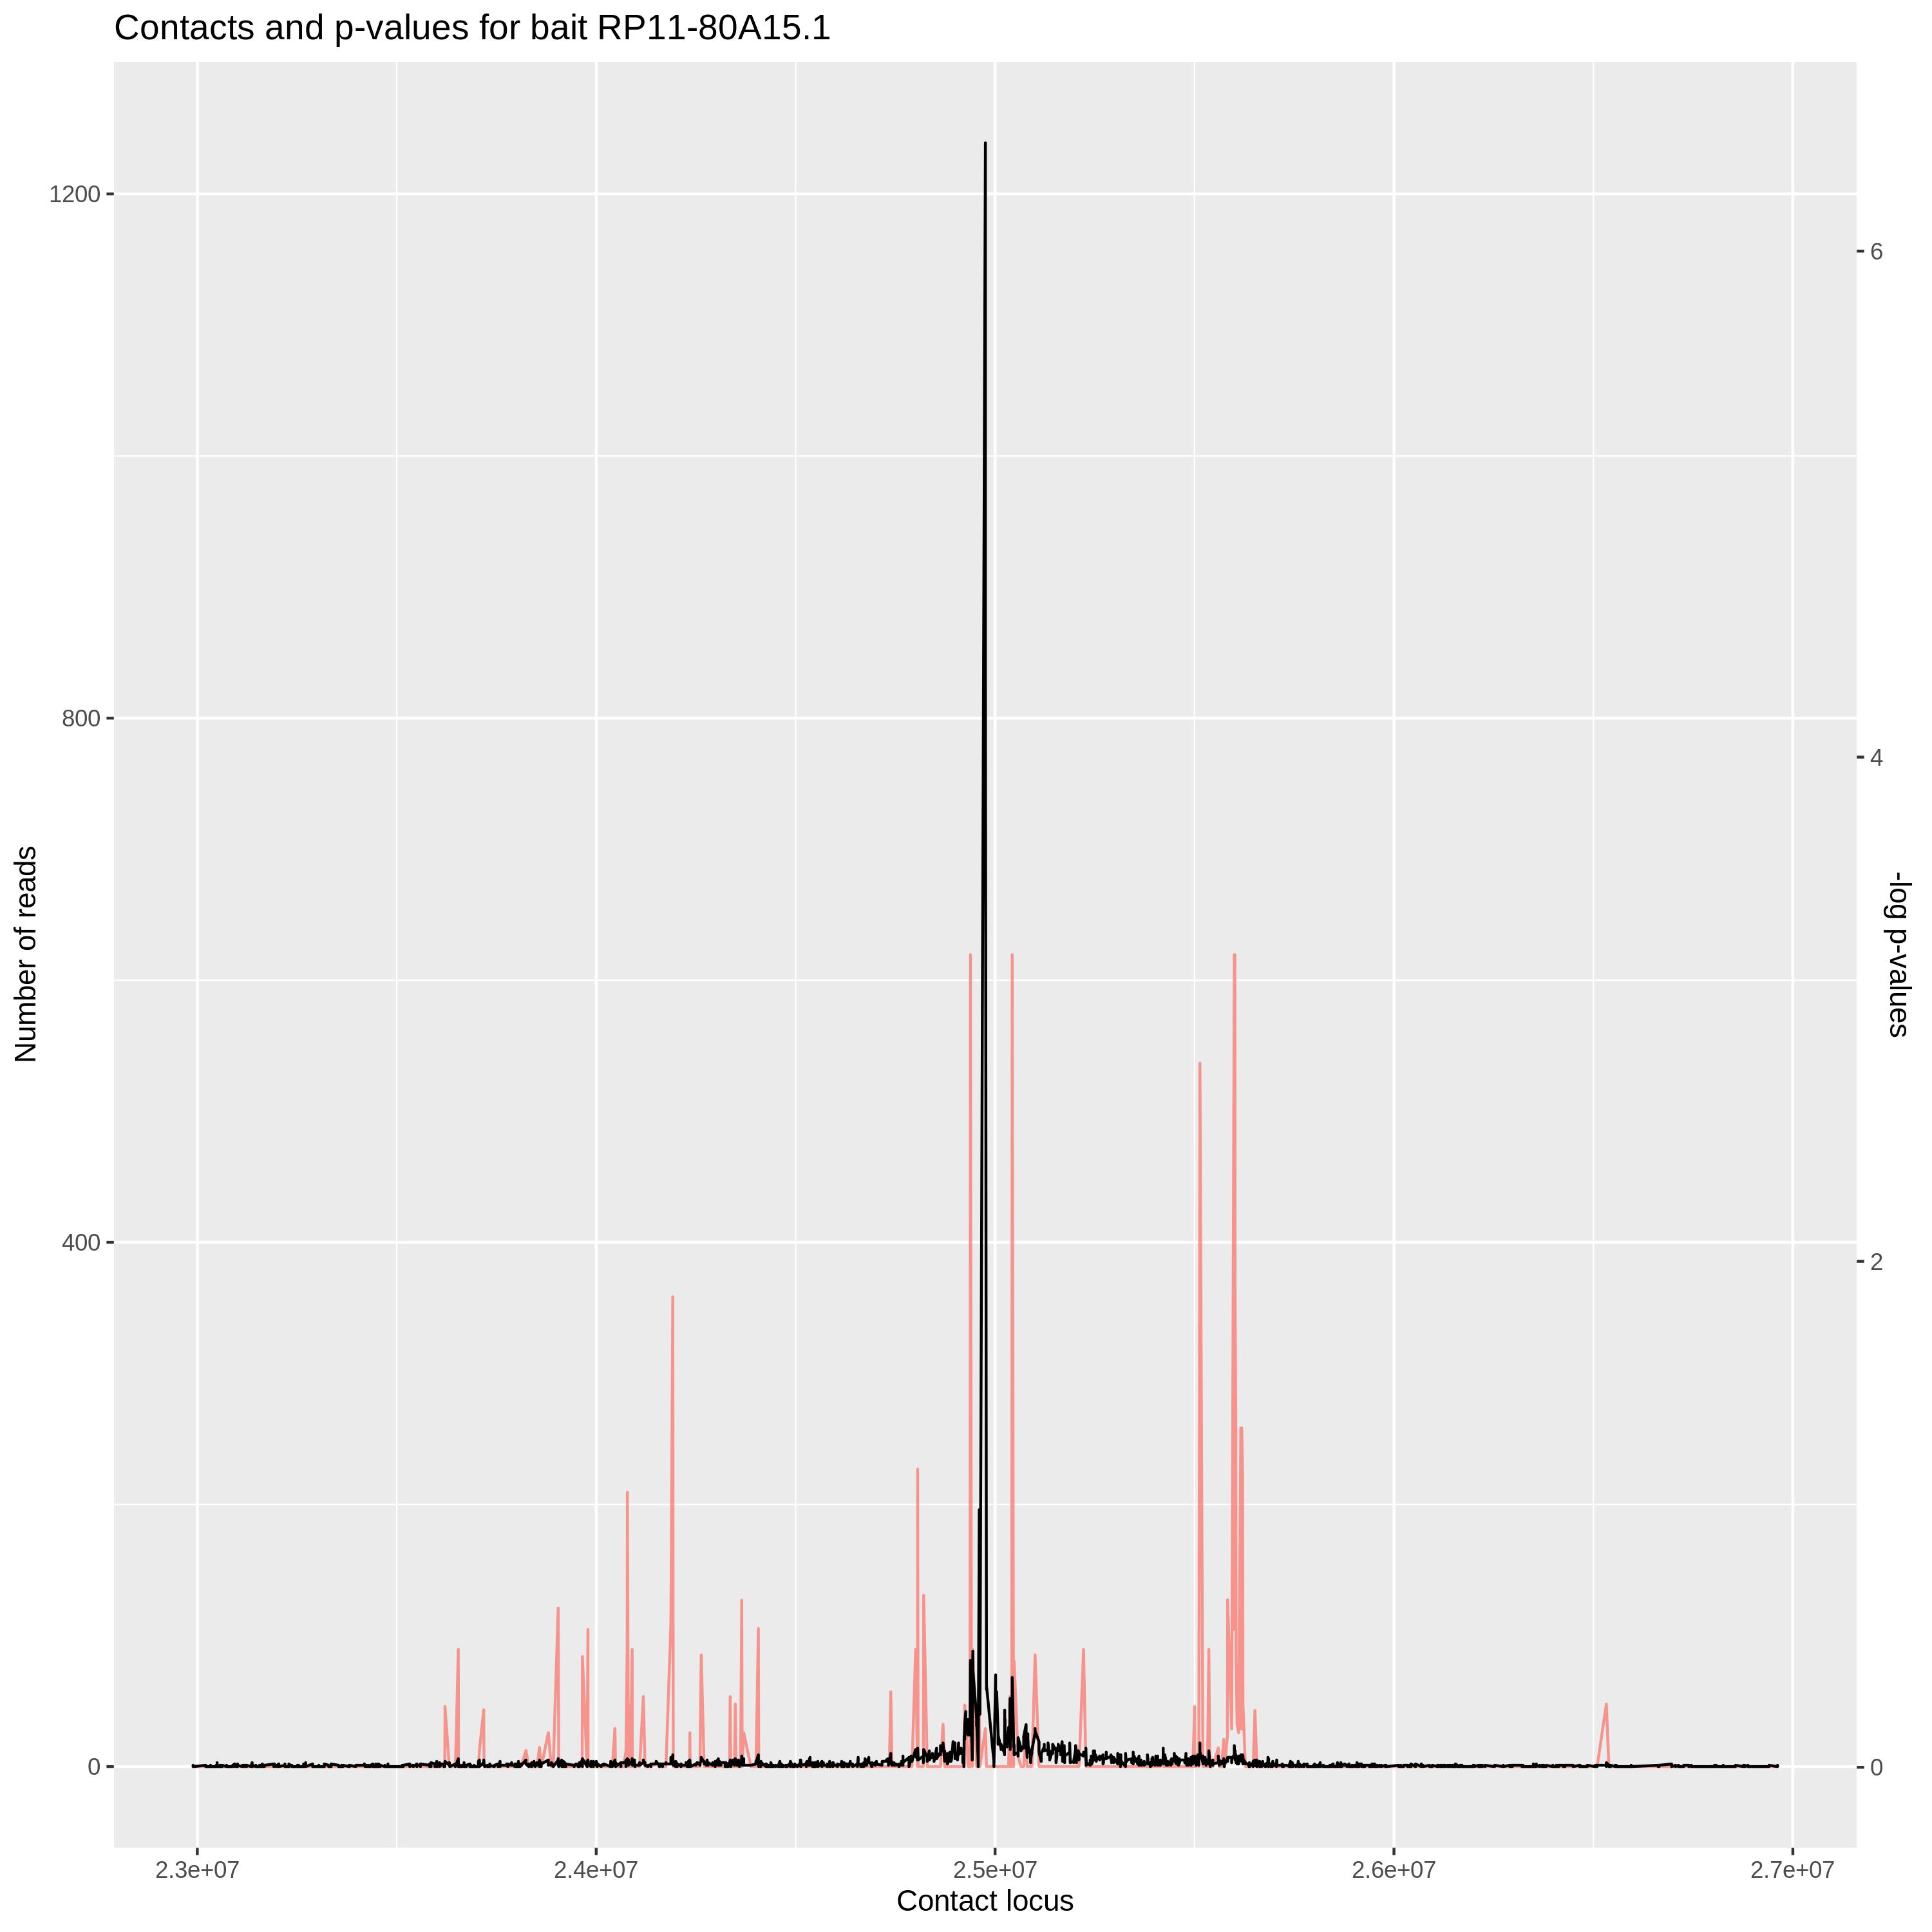 Contacts and p-values for bait RP11-80A15.1
1200
800
400
0
6
4
2
0
Number of reads
-log p-values
2.3e+07
2.4e+07
2.5e+07
2.6e+07
2.7e+07
Contact locus